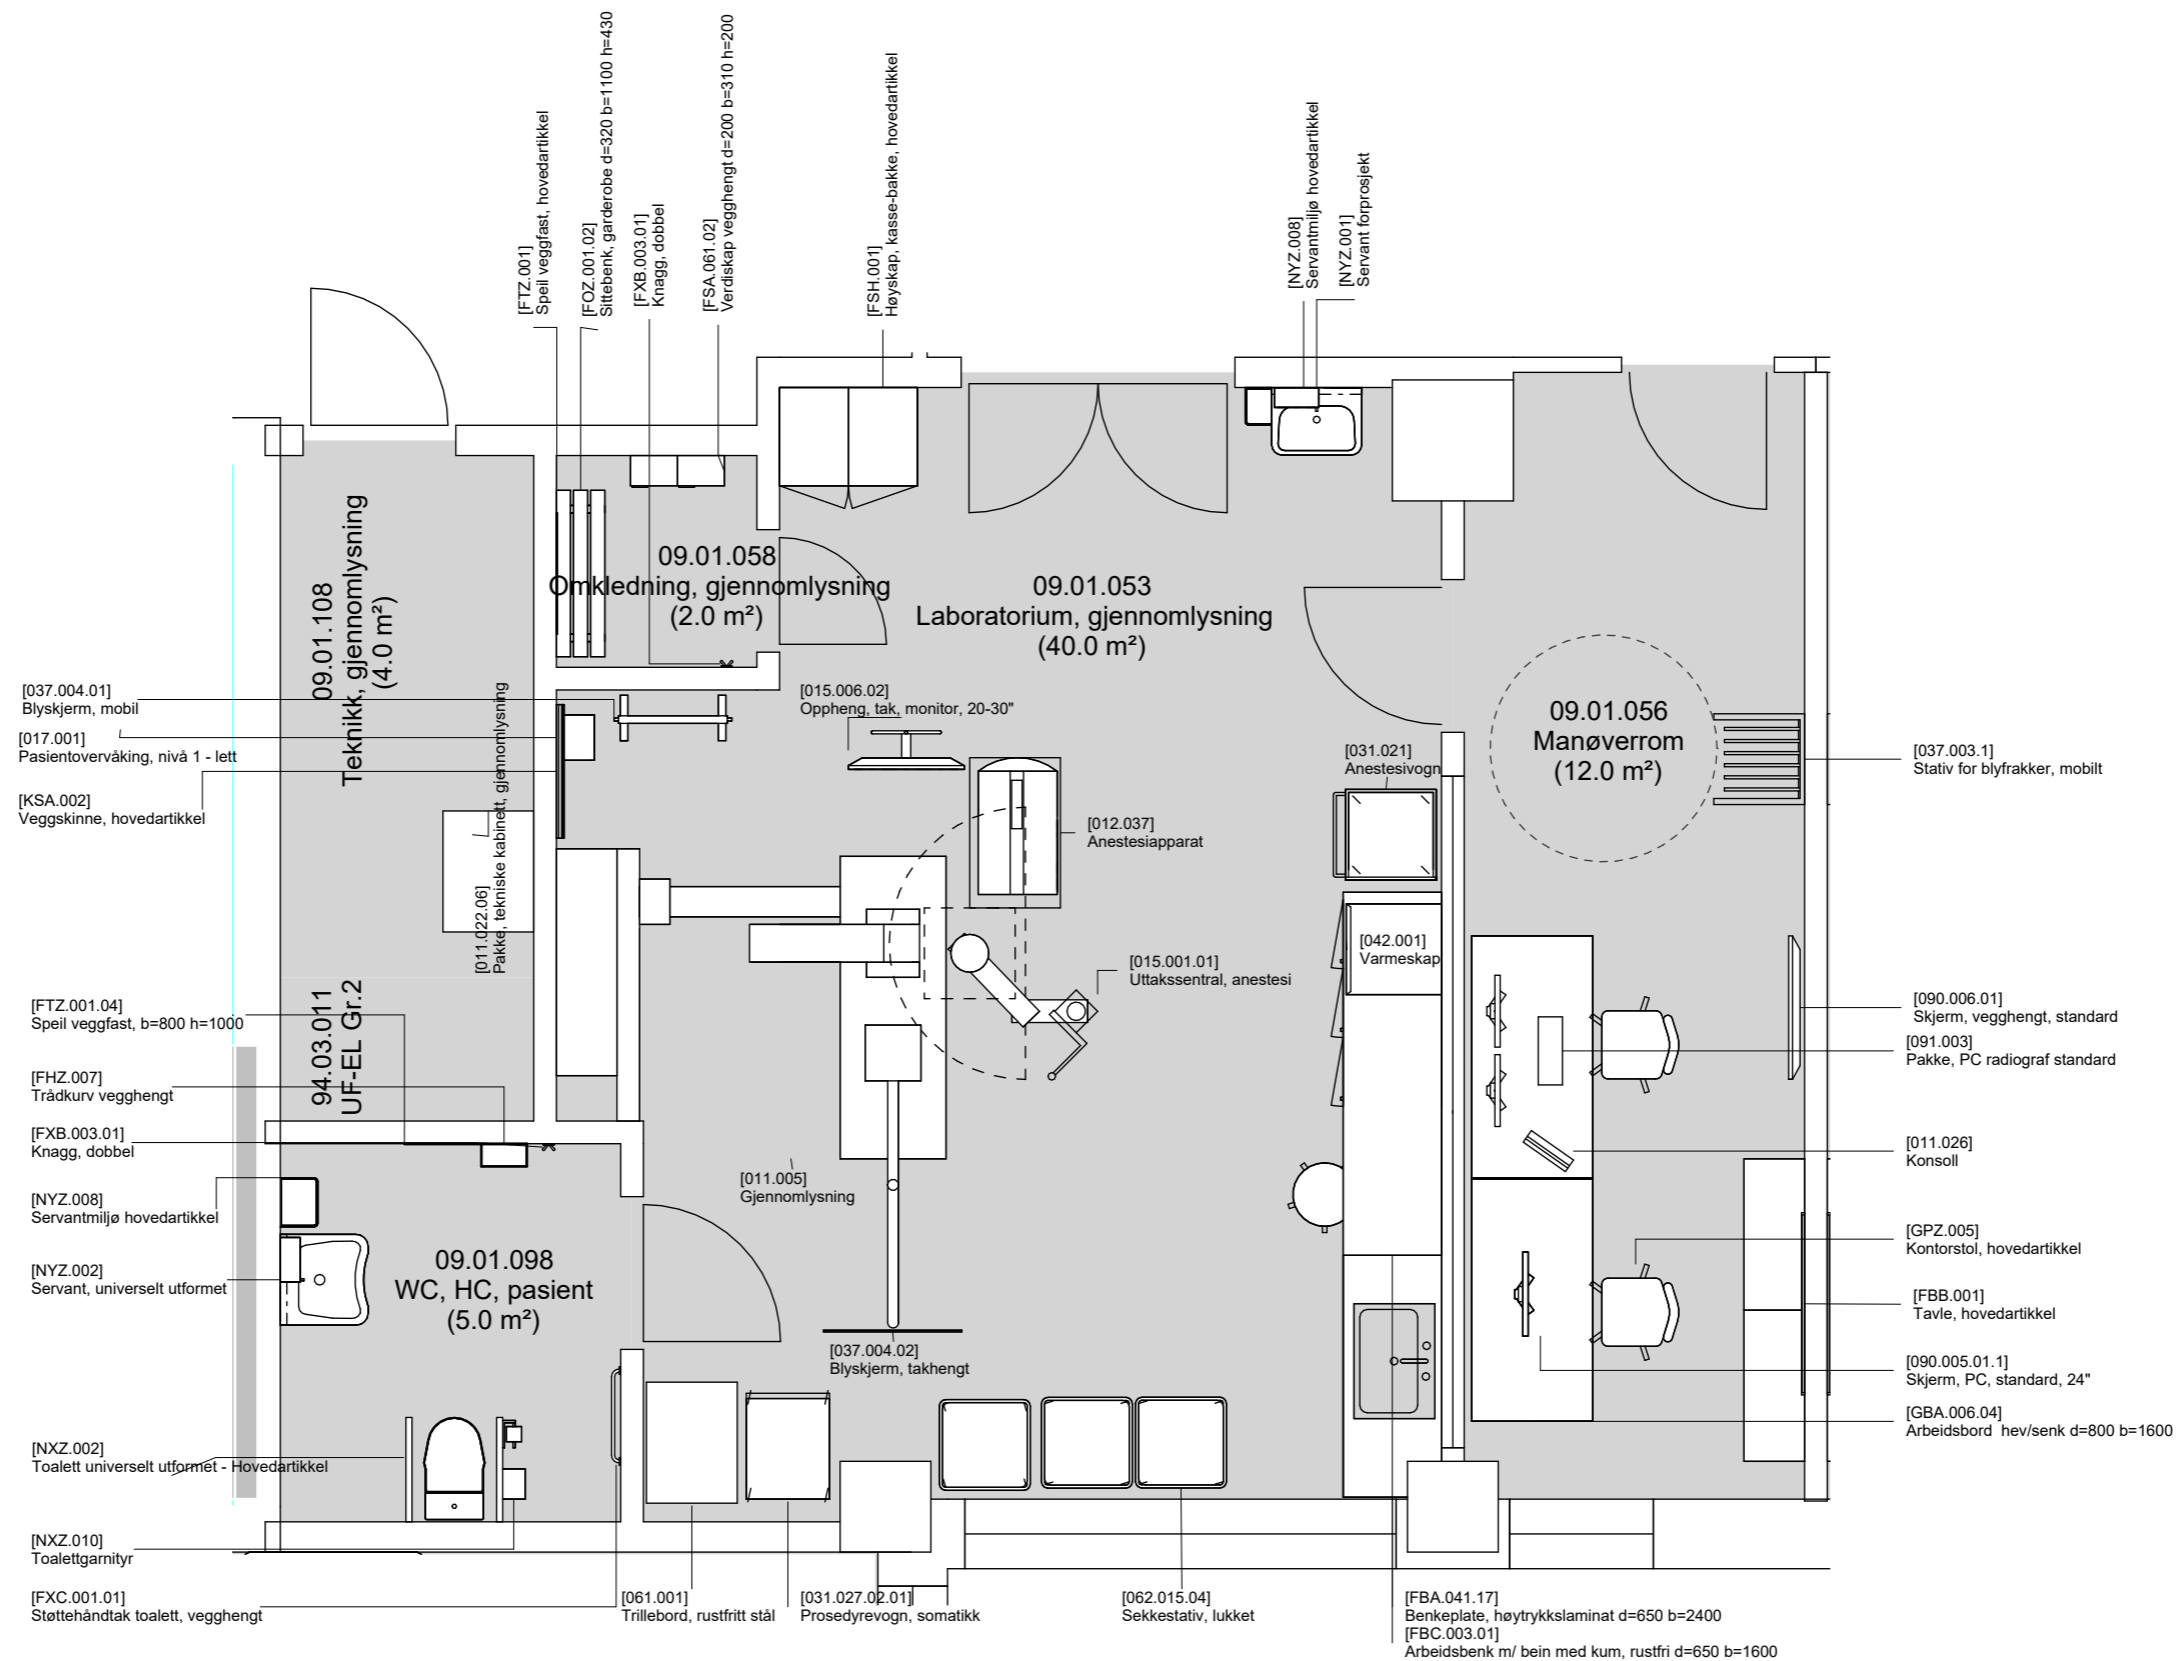 [FTZ.001]
Speil veggfast, hovedartikkel
[FOZ.001.02]
Sittebenk, garderobe d=320 b=1100 h=430
[FXB.003.01]
Knagg, dobbel
[FSA.061.02]
Verdiskap vegghengt d=200 b=310 h=200
[FSH.001]
Høyskap, kasse-bakke, hovedartikkel
[NYZ.008]
Servantmiljø hovedartikkel
[NYZ.001]
Servant forprosjekt
09.01.108
Teknikk, gjennomlysning
(4.0 m²)
09.01.058
Omkledning, gjennomlysning
(2.0 m²)
09.01.053
Laboratorium, gjennomlysning
(40.0 m²)
09.01.056
Manøverrom
(12.0 m²)
[037.004.01]
Blyskjerm, mobil
[017.001]
Pasientovervåking, nivå 1 - lett
[KSA.002]
Veggskinne, hovedartikkel
[011.022.06]
Pakke, tekniske kabinett, gjennomlysning
[015.006.02]
Oppheng, tak, monitor, 20-30"
[031.021]
Anestesivogn
[037.003.1]
Stativ for blyfrakker, mobilt
[012.037]
Anestesiapparat
[042.001]
Varmeskap
[015.001.01]
Uttakssentral, anestesi
94.03.011
UF-EL Gr.2
[FTZ.001.04]
Speil veggfast, b=800 h=1000
[FHZ.007]
Trådkurv vegghengt
[FXB.003.01]
Knagg, dobbel
[NYZ.008]
Servantmiljø hovedartikkel
[NYZ.002]
Servant, universelt utformet
[090.006.01]
Skjerm, vegghengt, standard
[091.003]
Pakke, PC radiograf standard
[011.026]
Konsoll
[011.005]
Gjennomlysning
09.01.098
WC, HC, pasient
(5.0 m²)
[GPZ.005]
Kontorstol, hovedartikkel
[FBB.001]
Tavle, hovedartikkel
[037.004.02]
Blyskjerm, takhengt
[090.005.01.1]
Skjerm, PC, standard, 24"
[GBA.006.04]
Arbeidsbord  hev/senk d=800 b=1600
[NXZ.002]
Toalett universelt utformet - Hovedartikkel
[NXZ.010]
Toalettgarnityr
[FXC.001.01]
Støttehåndtak toalett, vegghengt
[061.001]
Trillebord, rustfritt stål
[031.027.02.01]
Prosedyrevogn, somatikk
[062.015.04]
Sekkestativ, lukket
[FBA.041.17]
Benkeplate, høytrykkslaminat d=650 b=2400
[FBC.003.01]
Arbeidsbenk m/ bein med kum, rustfri d=650 b=1600